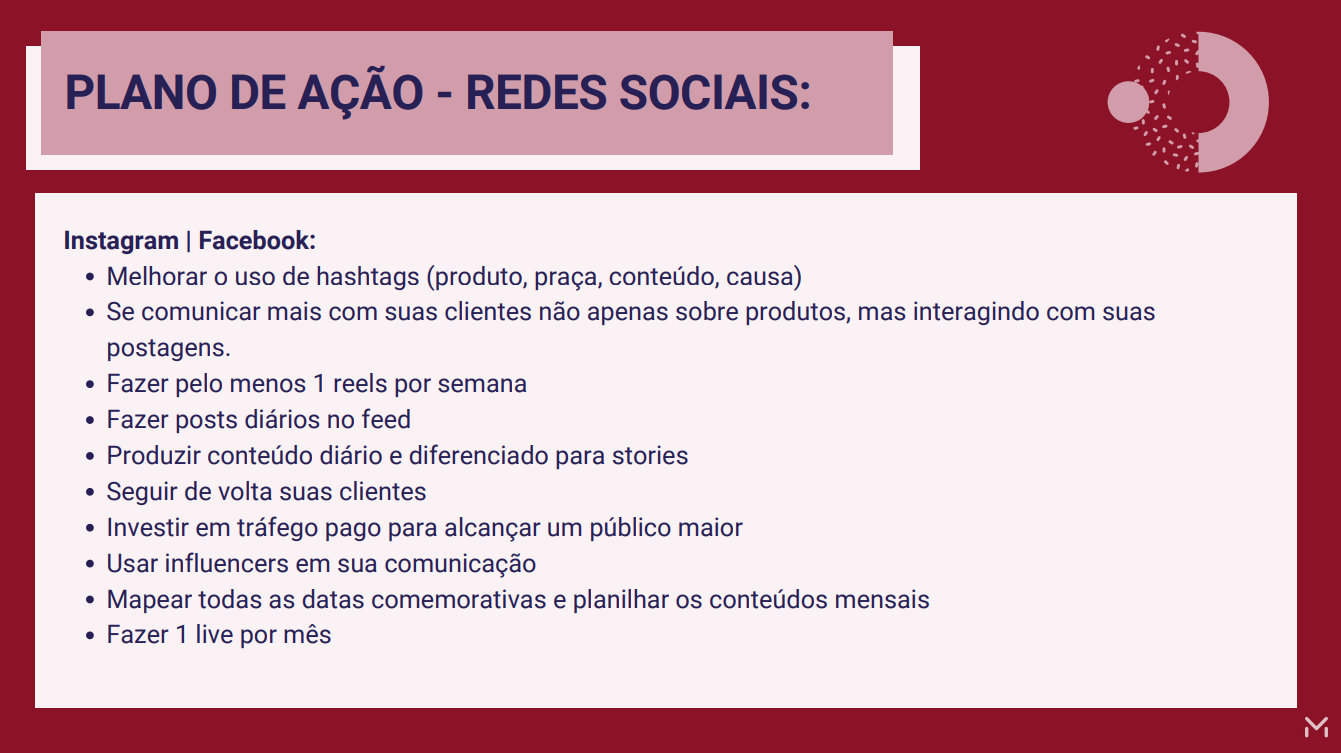 PLANO DE AÇÃO - REDES SOCIAIS:
Instagram | Facebook:
• Melhorar o uso de hashtags (produto, praça, conteúdo, causa)
• Se comunicar mais com suas clientes não apenas sobre produtos, mas interagindo com suas
postagens.
• Fazer pelo menos 1 reels por semana
• Fazer posts diários no feed
• Produzir conteúdo diário e diferenciado para stories
• Seguir de volta suas clientes
• Investir em tráfego pago para alcançar um público maior
• Usar influencers em sua comunicação
• Mapear todas as datas comemorativas e planilhar os conteúdos mensais
• Fazer 1 live por mês